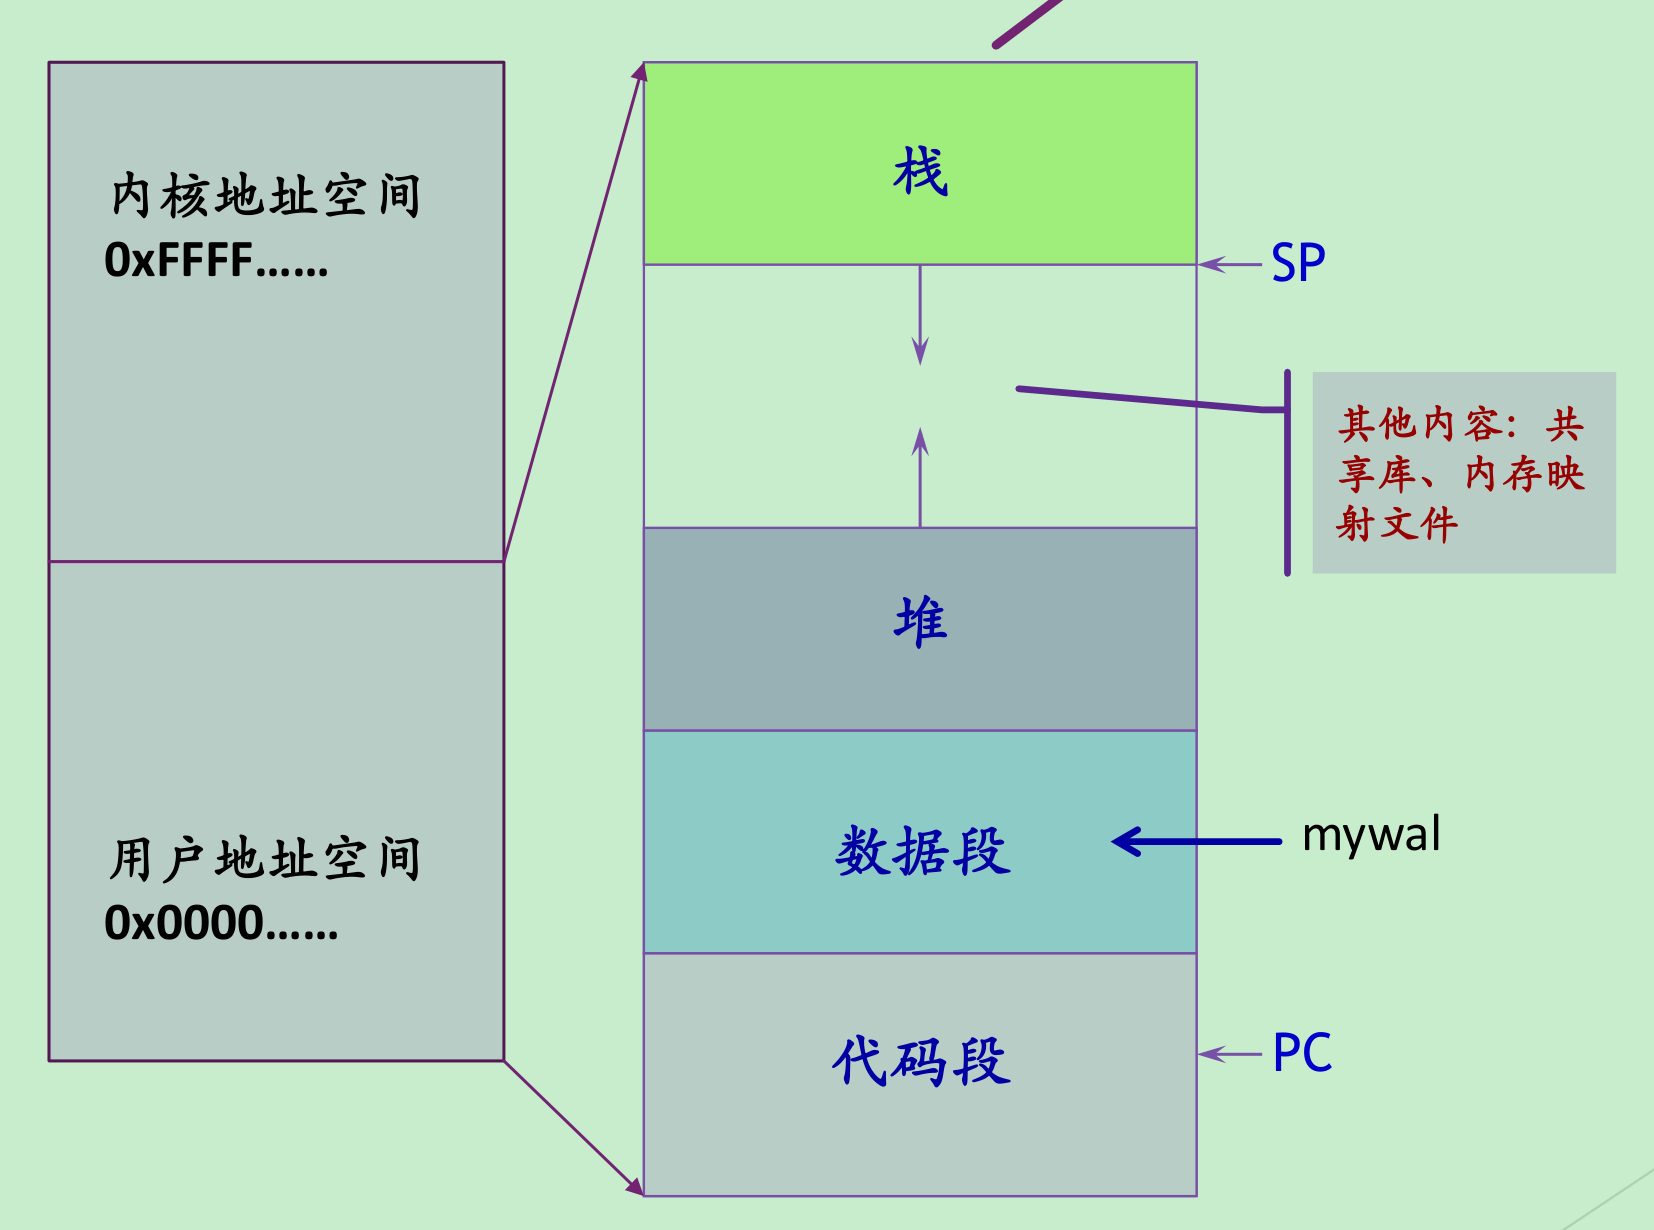 内核地址空间
0xFFFF……
用户地址空间
0x0000……
栈
SP
其他内容：共
享库、内存映
射文件
堆
数据段
mywal
代码段
PC